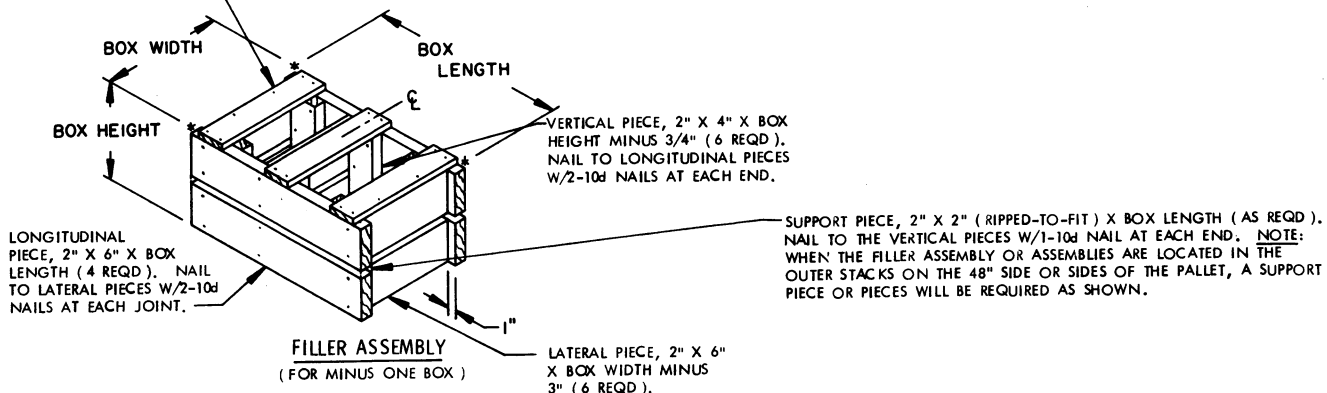 BOX WIDTH
BOX
LENGTH
BOX HEIGHT
*
*
*
℄
VERTICAL PIECE, 2" X 4" X BOX
HEIGHT MINUS 3/4" (6 REQD).
NAIL TO LONGITUDINAL PIECES
W/2-10d NAILS AT EACH END.
SUPPORT PIECE, 2" X 2" (RIPPED-TO-FIT) X BOX LENGTH (AS REQD).
NAIL TO THE VERTICAL PIECES W/1-10d NAIL AT EACH END. NOTE:
WHEN THE FILLER ASSEMBLY OR ASSEMBLIES ARE LOCATED IN THE
OUTER STACKS ON THE 48" SIDE OR SIDES OF THE PALLET, A SUPPORT
PIECE OR PIECES WILL BE REQUIRED AS SHOWN.
LONGITUDINAL
PIECE, 2" X 6" X BOX
LENGTH (4 REQD). NAIL
TO LATERAL PIECES W/2-10d
NAILS AT EACH JOINT.
1"
FILLER ASSEMBLY
(FOR MINUS ONE BOX)
LATERAL PIECE, 2" X 6"
X BOX WIDTH MINUS
3" (6 REQD).